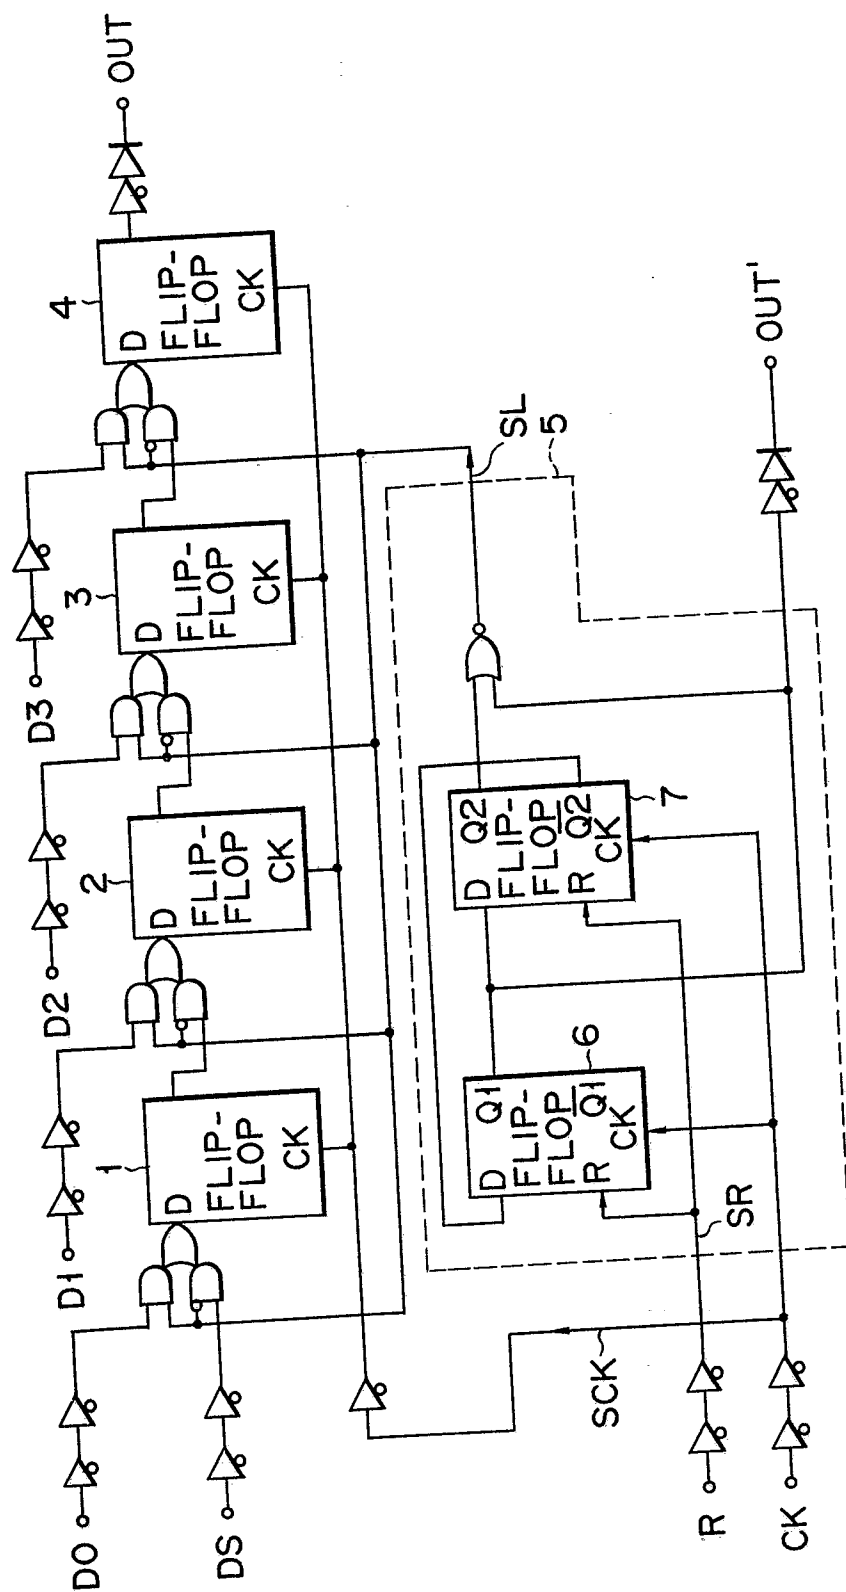 D0
DS
D1
D2
D3
1
D
FLIP-
FLOP
CK
2
D
FLIP-
FLOP
CK
3
D
FLIP-
FLOP
CK
4
D
FLIP-
FLOP
CK
OUT
SL
5
6
D Q1
FLIP-
FLOP
R Q̅1̅
CK
7
D Q2
FLIP-
FLOP
R Q̅2̅
CK
OUT'
SCK
SR
R
CK